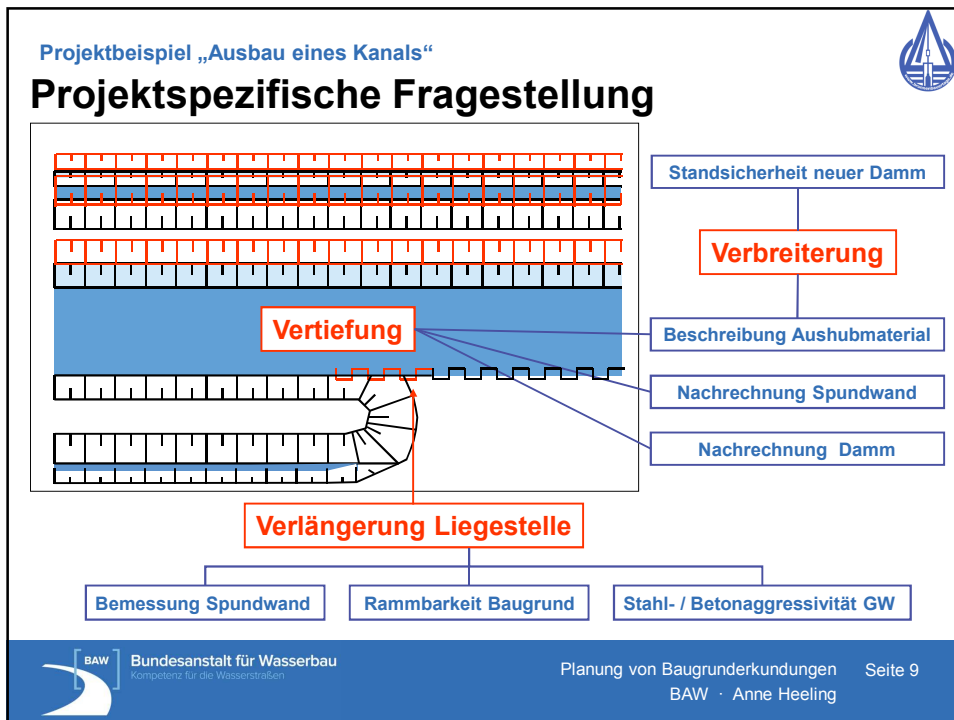 Projektbeispiel „Ausbau eines Kanals“
Projektspezifische Fragestellung
Standsicherheit neuer Damm
Verbreiterung
Vertiefung
Beschreibung Aushubmaterial
Nachrechnung Spundwand
Nachrechnung Damm
Verlängerung Liegestelle
Bemessung Spundwand
Rammbarkeit Baugrund
Stahl- / Betonaggressivität GW
BAW
Bundesanstalt für Wasserbau
Kompetenz für die Wasserstraßen
Planung von Baugrunderkundungen Seite 9
BAW · Anne Heeling